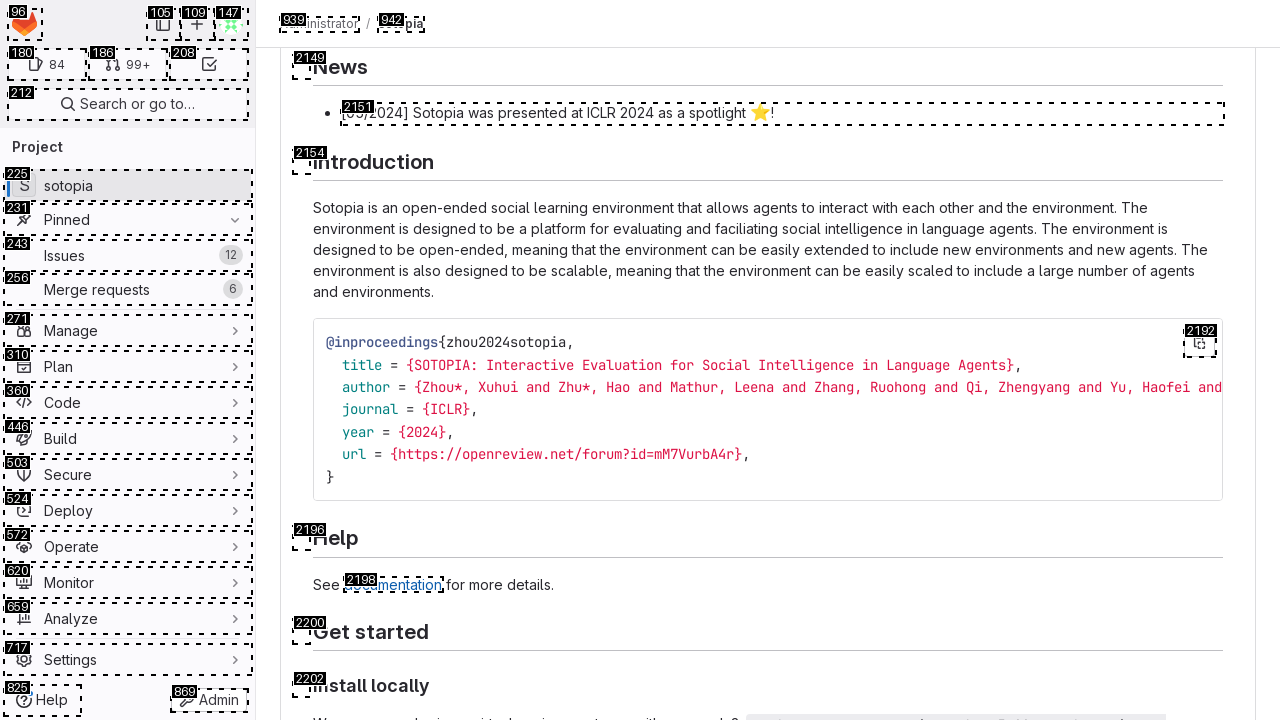 96
105
109
147
180
84
186
99+
208
212
Search or go to…
Project
225
S
sotopia
231
Pinned
243
Issues
12
256
Merge requests
6
271
Manage
310
Plan
360
Code
446
Build
503
Secure
524
Deploy
572
Operate
620
Monitor
659
Analyze
717
Settings
825
Help
869
Admin
939
/
942
2149
News
2151
2024] Sotopia was presented at ICLR 2024 as a spotlight ⭐!
2154
Introduction
Sotopia is an open-ended social learning environment that allows agents to interact with each other and the environment. The
environment is designed to be a platform for evaluating and faciliating social intelligence in language agents. The environment is
designed to be open-ended, meaning that the environment can be easily extended to include new environments and new agents. The
environment is also designed to be scalable, meaning that the environment can be easily scaled to include a large number of agents
and environments.
2192
@inproceedings{zhou2024sotopia,
title = {SOTOPIA: Interactive Evaluation for Social Intelligence in Language Agents},
author = {Zhou*, Xuhui and Zhu*, Hao and Mathur, Leena and Zhang, Ruohong and Qi, Zhengyang and Yu, Haofei and
journal = {ICLR},
year = {2024},
url = {https://openreview.net/forum?id=mM7VurbA4r},
}
2196
Help
2198
See documentation for more details.
2200
Get started
2202
Install locally